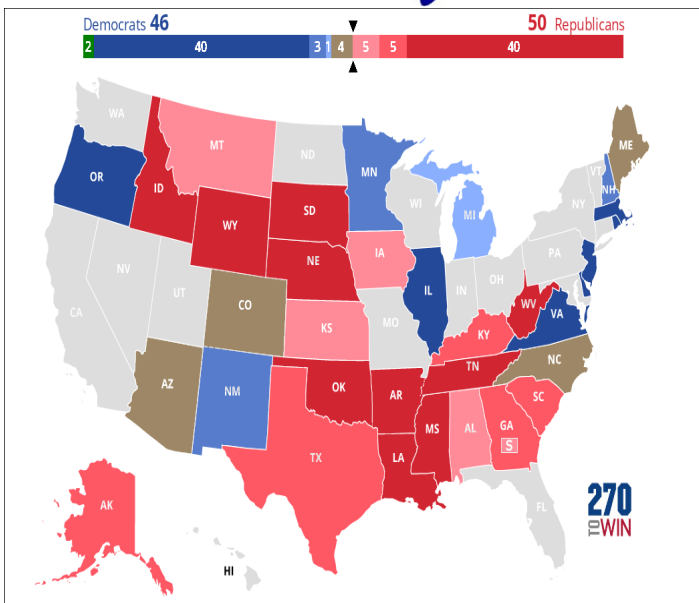 Democrats 46
50 Republicans
2 40 3 1 4 5 5 40
WA
MT
ND
MN
ME
OR
ID
WI
VT
NH
SD
MI
NY
WY
IA
PA
NE
NV
IL
IN
OH
UT
CO
WV
CA
KS
MO
VA
KY
AZ
NM
OK
TN
NC
AR
SC
MS
AL
GA
S
TX
LA
AK
FL
270
TO WIN
HI